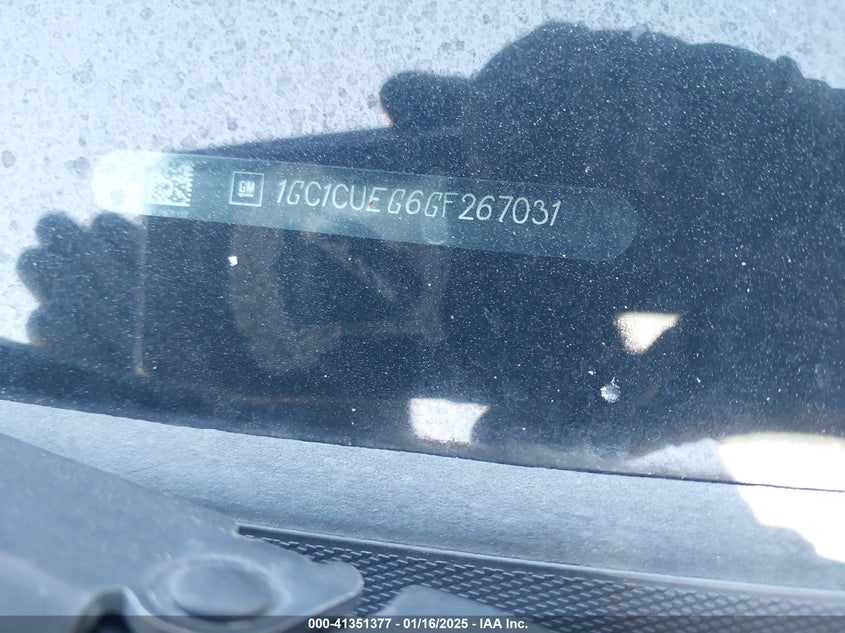 GM 1GC1CUEG6GF267031
000-41351377 - 01/16/2025 - IAA Inc.